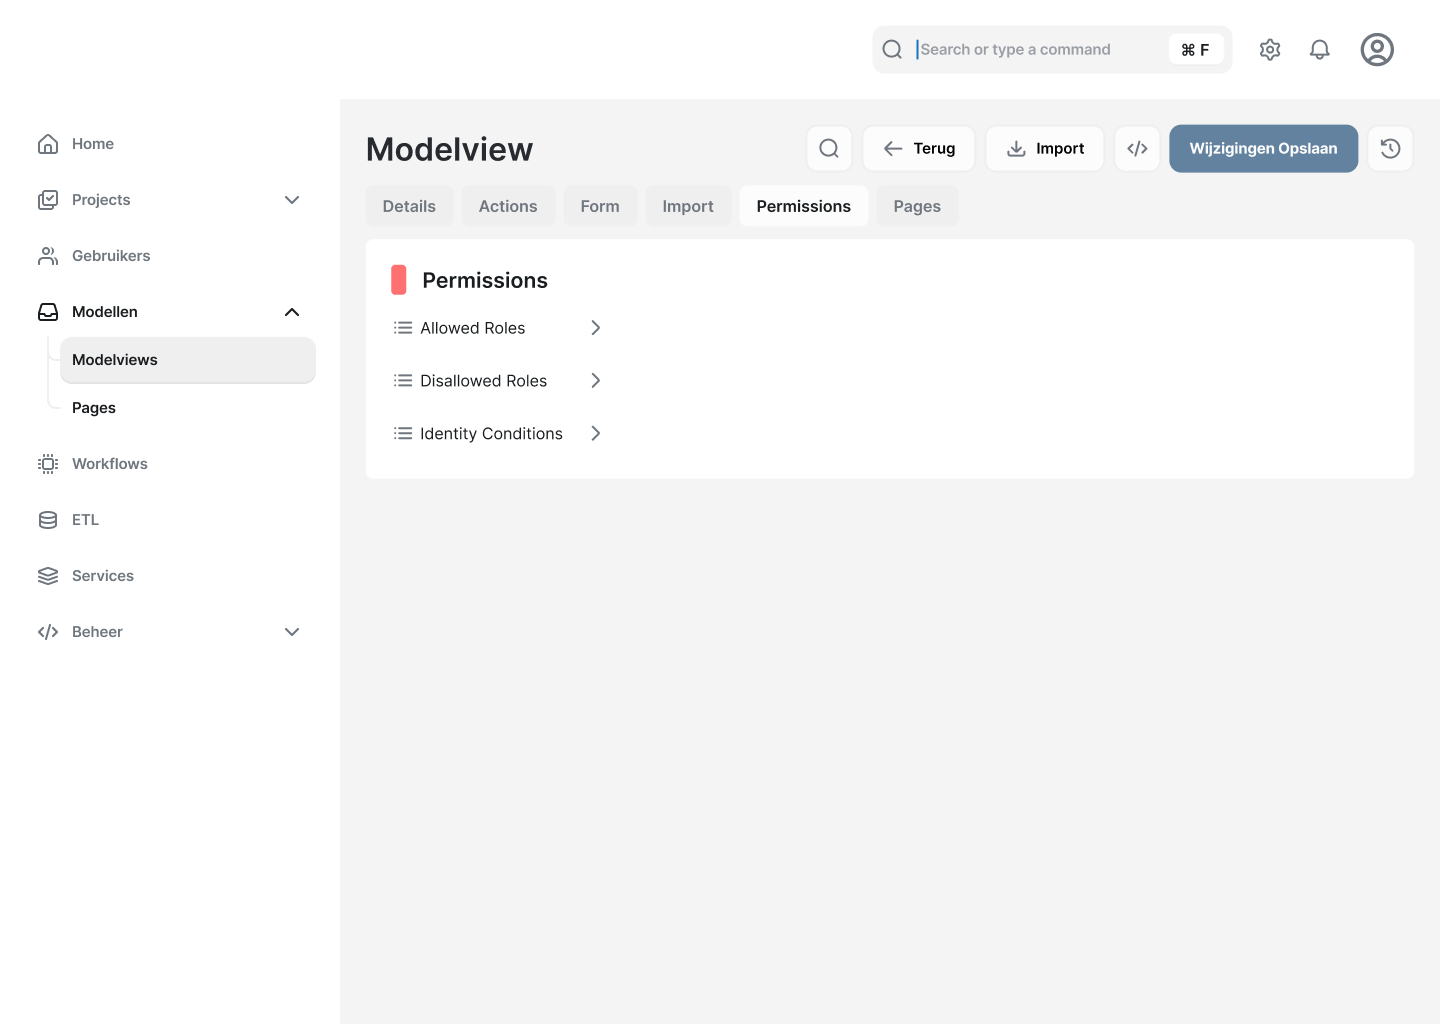 Search or type a command
⌘ F
Home
Projects
Gebruikers
Modellen
Modelviews
Pages
Workflows
ETL
Services
Beheer
Modelview
Terug
Import
Wijzigingen Opslaan
Details
Actions
Form
Import
Permissions
Pages
Permissions
Allowed Roles
Disallowed Roles
Identity Conditions